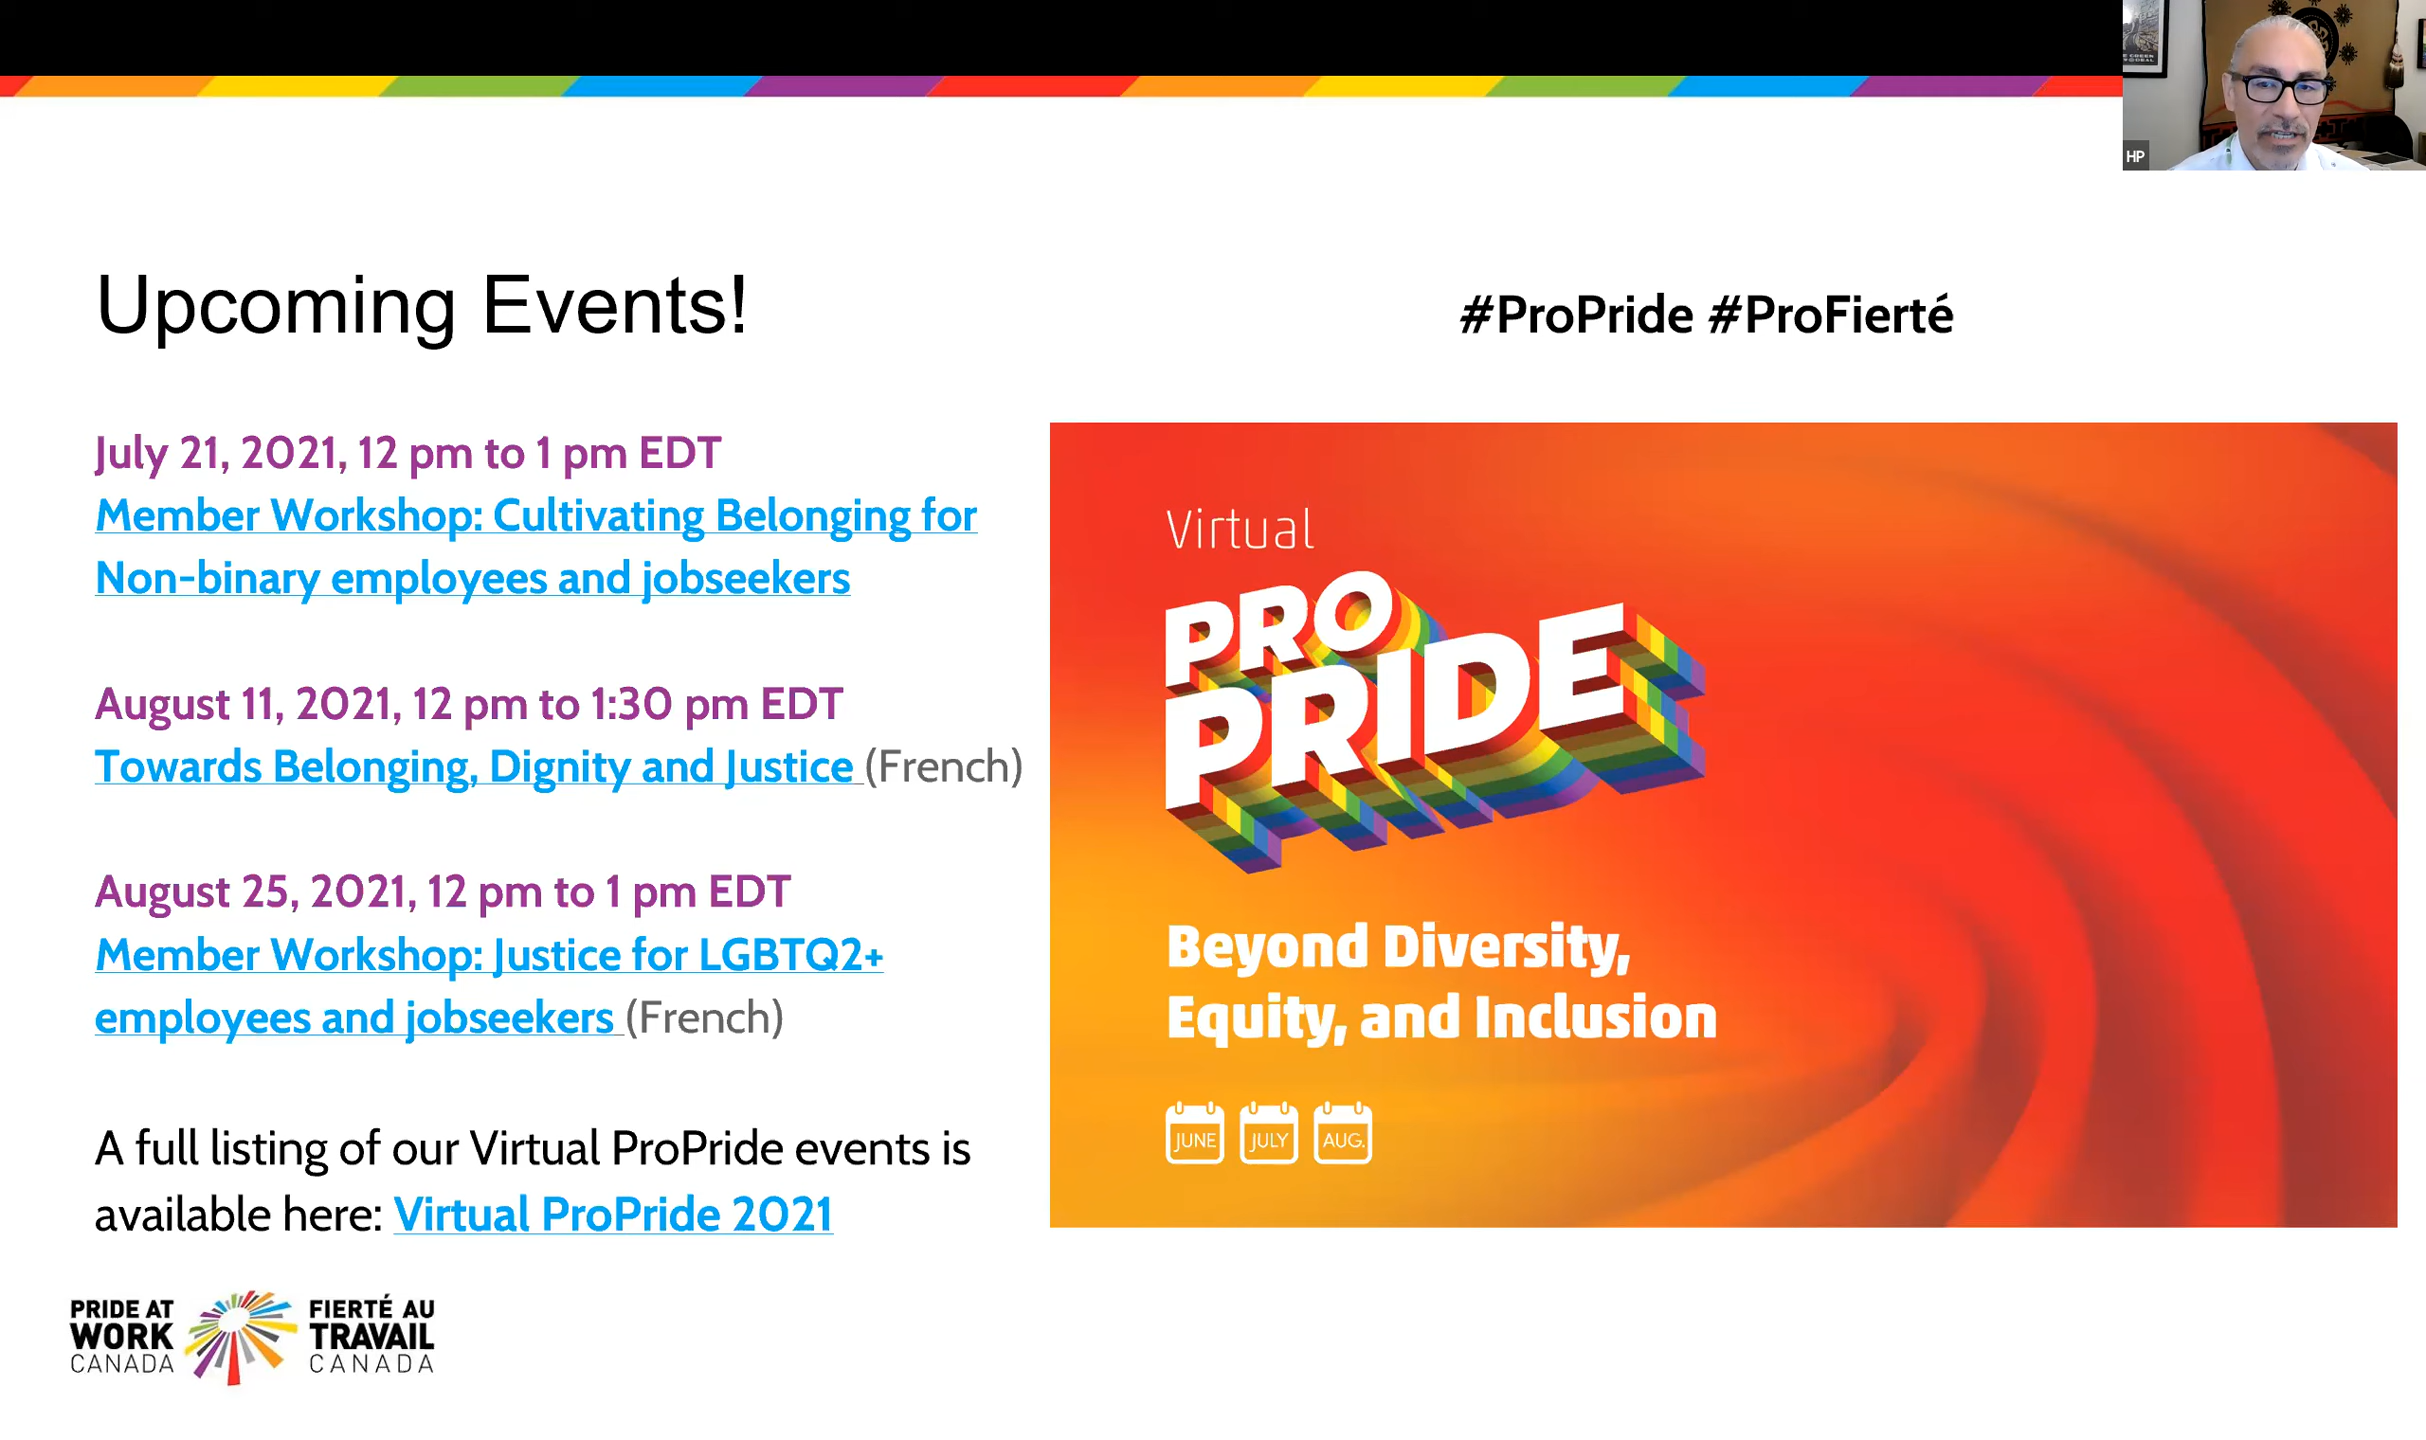 HP
Upcoming Events!
#ProPride #ProFierté
July 21, 2021, 12 pm to 1 pm EDT
Member Workshop: Cultivating Belonging for
Non-binary employees and jobseekers
August 11, 2021, 12 pm to 1:30 pm EDT
Towards Belonging, Dignity and Justice (French)
August 25, 2021, 12 pm to 1 pm EDT
Member Workshop: Justice for LGBTQ2+
employees and jobseekers (French)
A full listing of our Virtual ProPride events is
available here: Virtual ProPride 2021
Virtual
PRO
PRIDE
Beyond Diversity,
Equity, and Inclusion
JUNE JULY AUG.
PRIDE AT
WORK
CANADA
FIERTÉ AU
TRAVAIL
CANADA